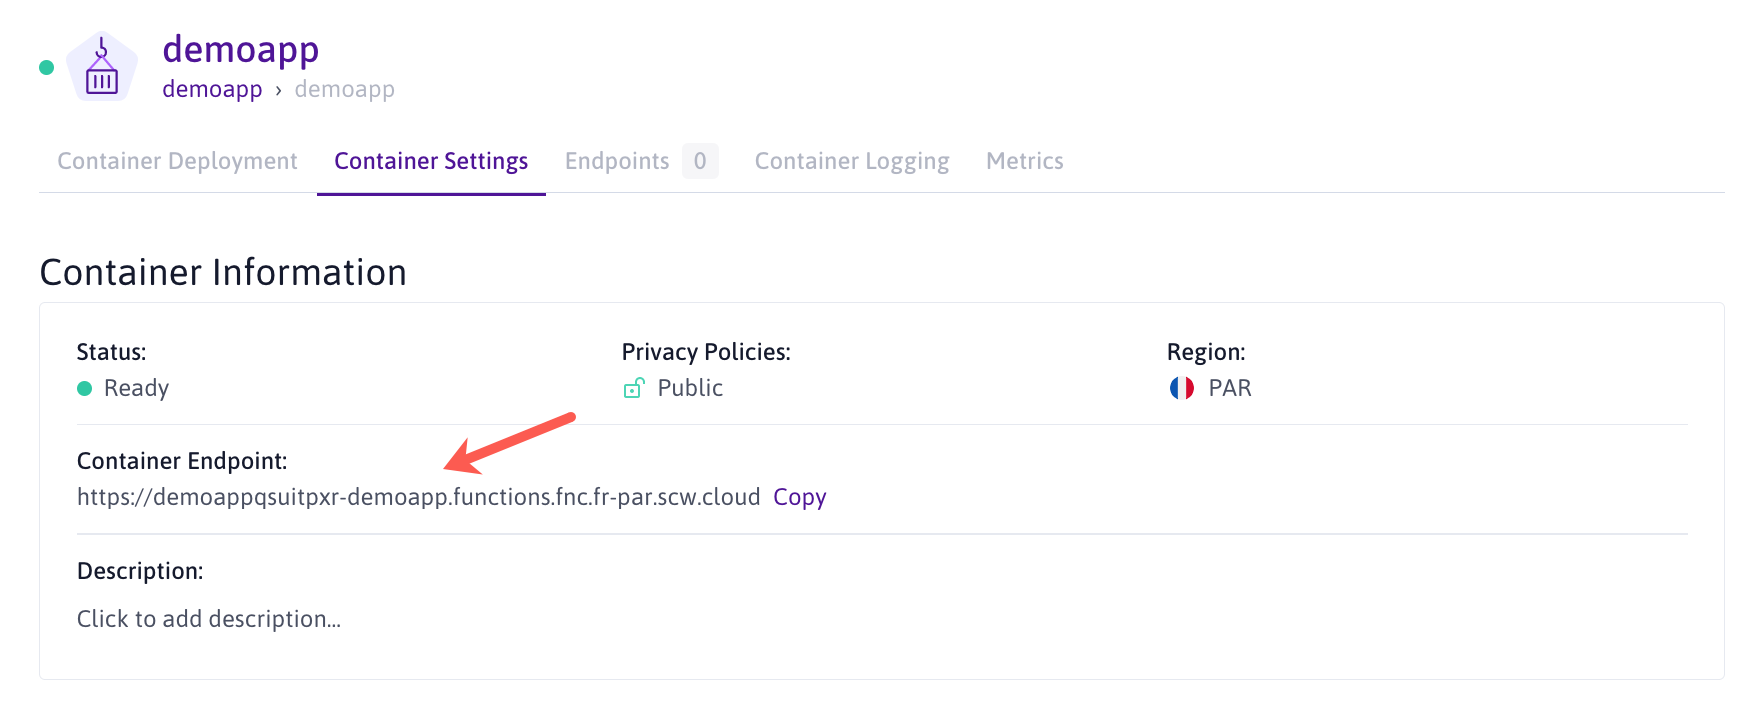 demoapp
demoapp › demoapp
Container Deployment Container Settings Endpoints 0 Container Logging Metrics
Container Information
Status: Privacy Policies: Region:
Ready Public PAR
Container Endpoint:
https://demoappqsuitpxr-demoapp.functions.fnc.fr-par.scw.cloud Copy
Description:
Click to add description...